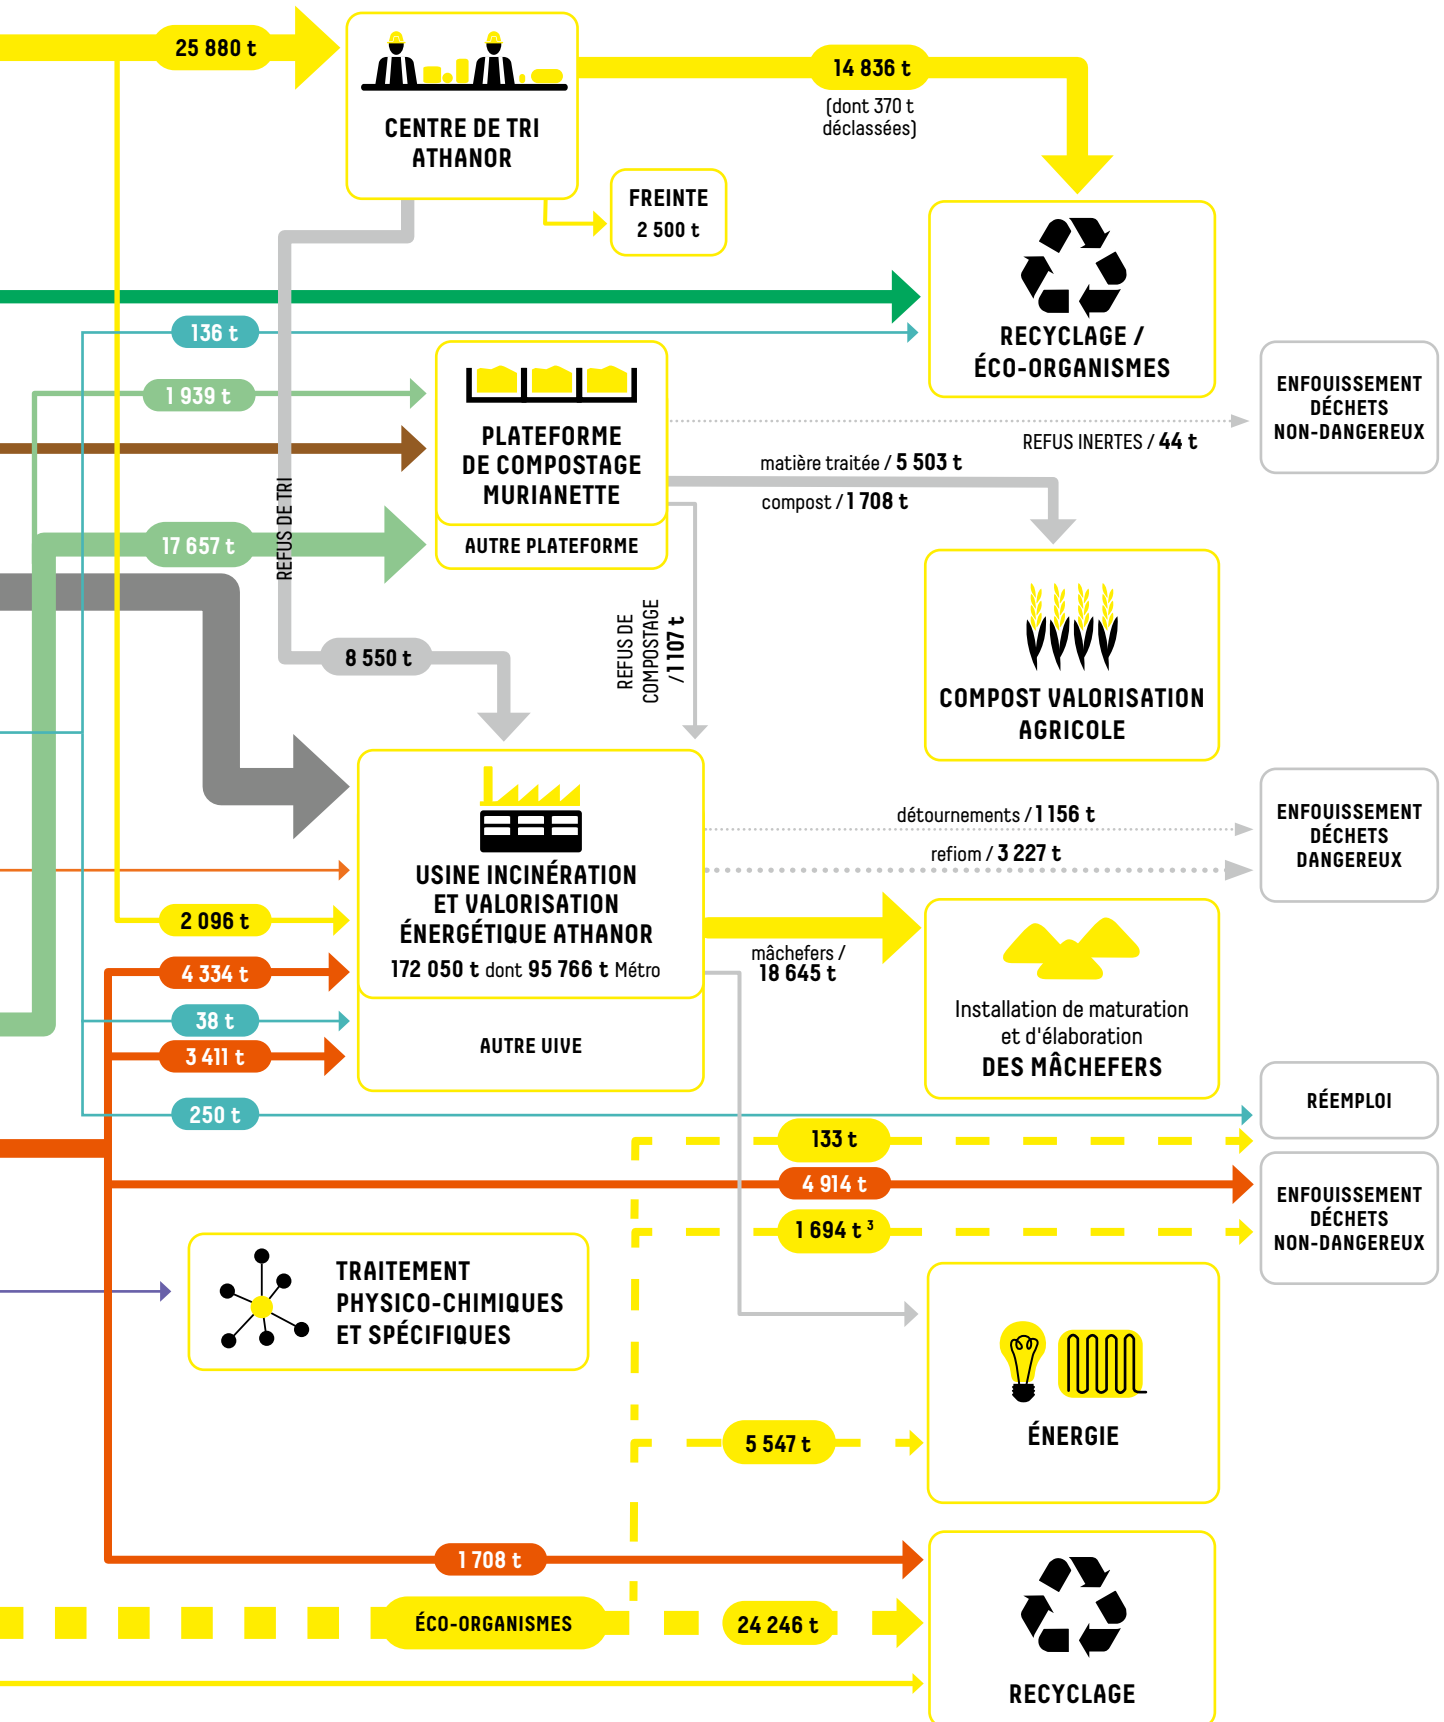 25 880 t
CENTRE DE TRI
ATHANOR
14 836 t
(dont 370 t
déclassées)
FREINTE
2 500 t
RECYCLAGE /
ÉCO-ORGANISMES
136 t
1 939 t
PLATEFORME
DE COMPOSTAGE
MURIANETTE
AUTRE PLATEFORME
ENFOUISSEMENT
DÉCHETS
NON-DANGEREUX
REFUS INERTES / 44 t
matière traitée / 5 503 t
compost / 1 708 t
REFUS DE TRI
17 657 t
8 550 t
REFUS DE
COMPOSTAGE
/ 1 107 t
COMPOST VALORISATION
AGRICOLE
USINE INCINÉRATION
ET VALORISATION
ÉNERGÉTIQUE ATHANOR
172 050 t dont 95 766 t Métro
AUTRE UIVE
détournements / 1 156 t
refiom / 3 227 t
ENFOUISSEMENT
DÉCHETS
DANGEREUX
2 096 t
4 334 t
38 t
3 411 t
250 t
mâchefers /
18 645 t
Installation de maturation
et d'élaboration
DES MÂCHEFERS
RÉEMPLOI
133 t
4 914 t
1 694 t ³
ENFOUISSEMENT
DÉCHETS
NON-DANGEREUX
TRAITEMENT
PHYSICO-CHIMIQUES
ET SPÉCIFIQUES
5 547 t
ÉNERGIE
1 708 t
ÉCO-ORGANISMES
24 246 t
RECYCLAGE